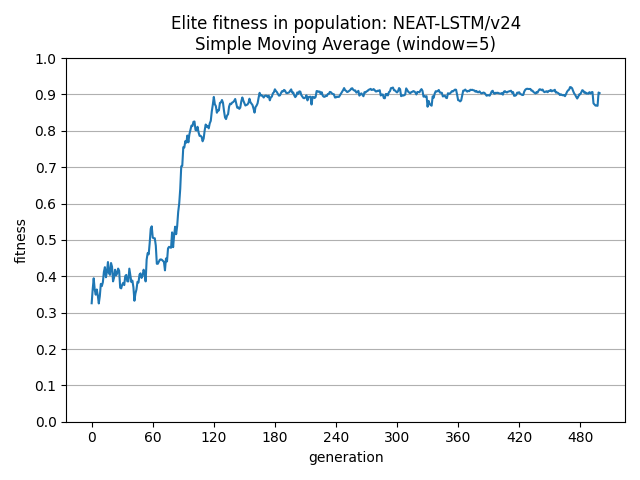 Elite fitness in population: NEAT-LSTM/v24
Simple Moving Average (window=5)
1.0
0.9
0.8
0.7
0.6
0.5
0.4
0.3
0.2
0.1
0.0
fitness
0 60 120 180 240 300 360 420 480
generation